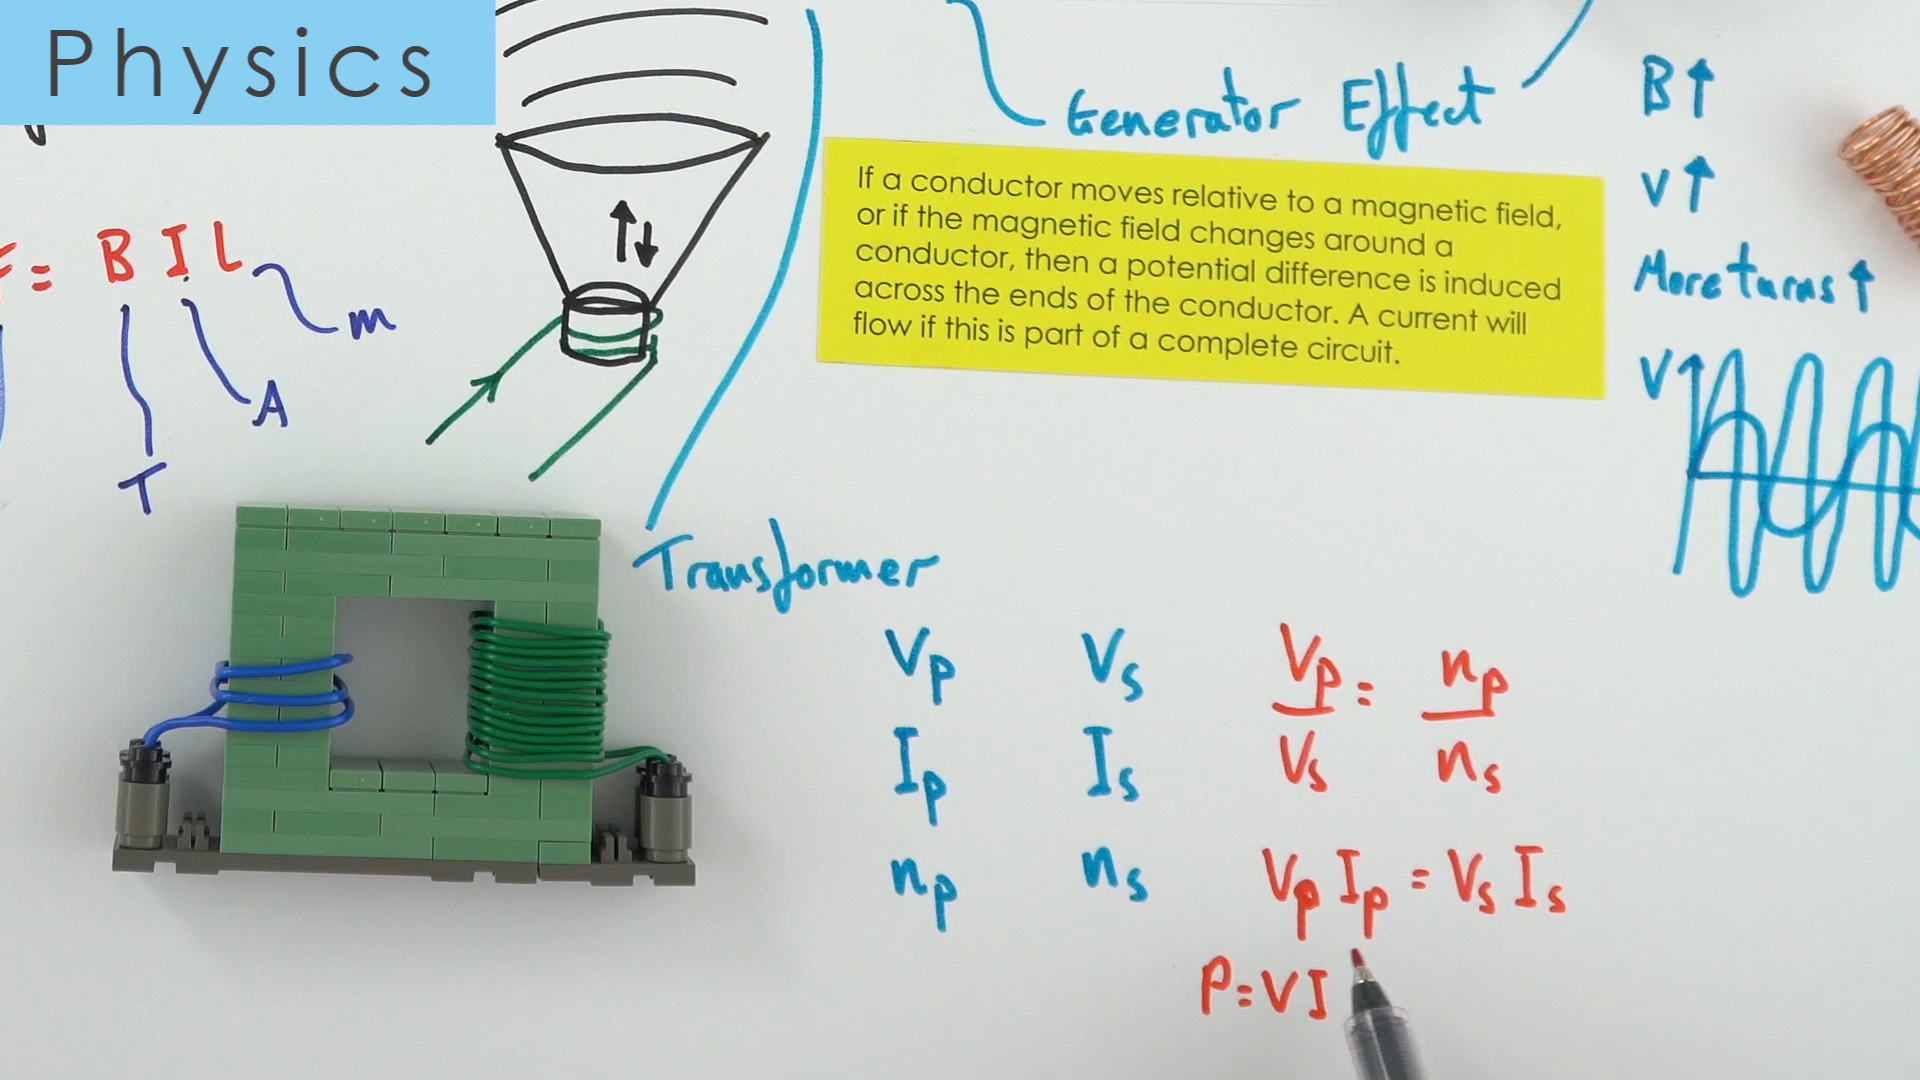 Physics
Generator Effect
If a conductor moves relative to a magnetic field,
or if the magnetic field changes around a
conductor, then a potential difference is induced
across the ends of the conductor. A current will
flow if this is part of a complete circuit.
B↑
V↑
More turns ↑
V
F = B I L
m
A
T
Transformer
Vp Vs Vp/Vs = np/ns
Ip Is
np ns Vp Ip = Vs Is
P = VI